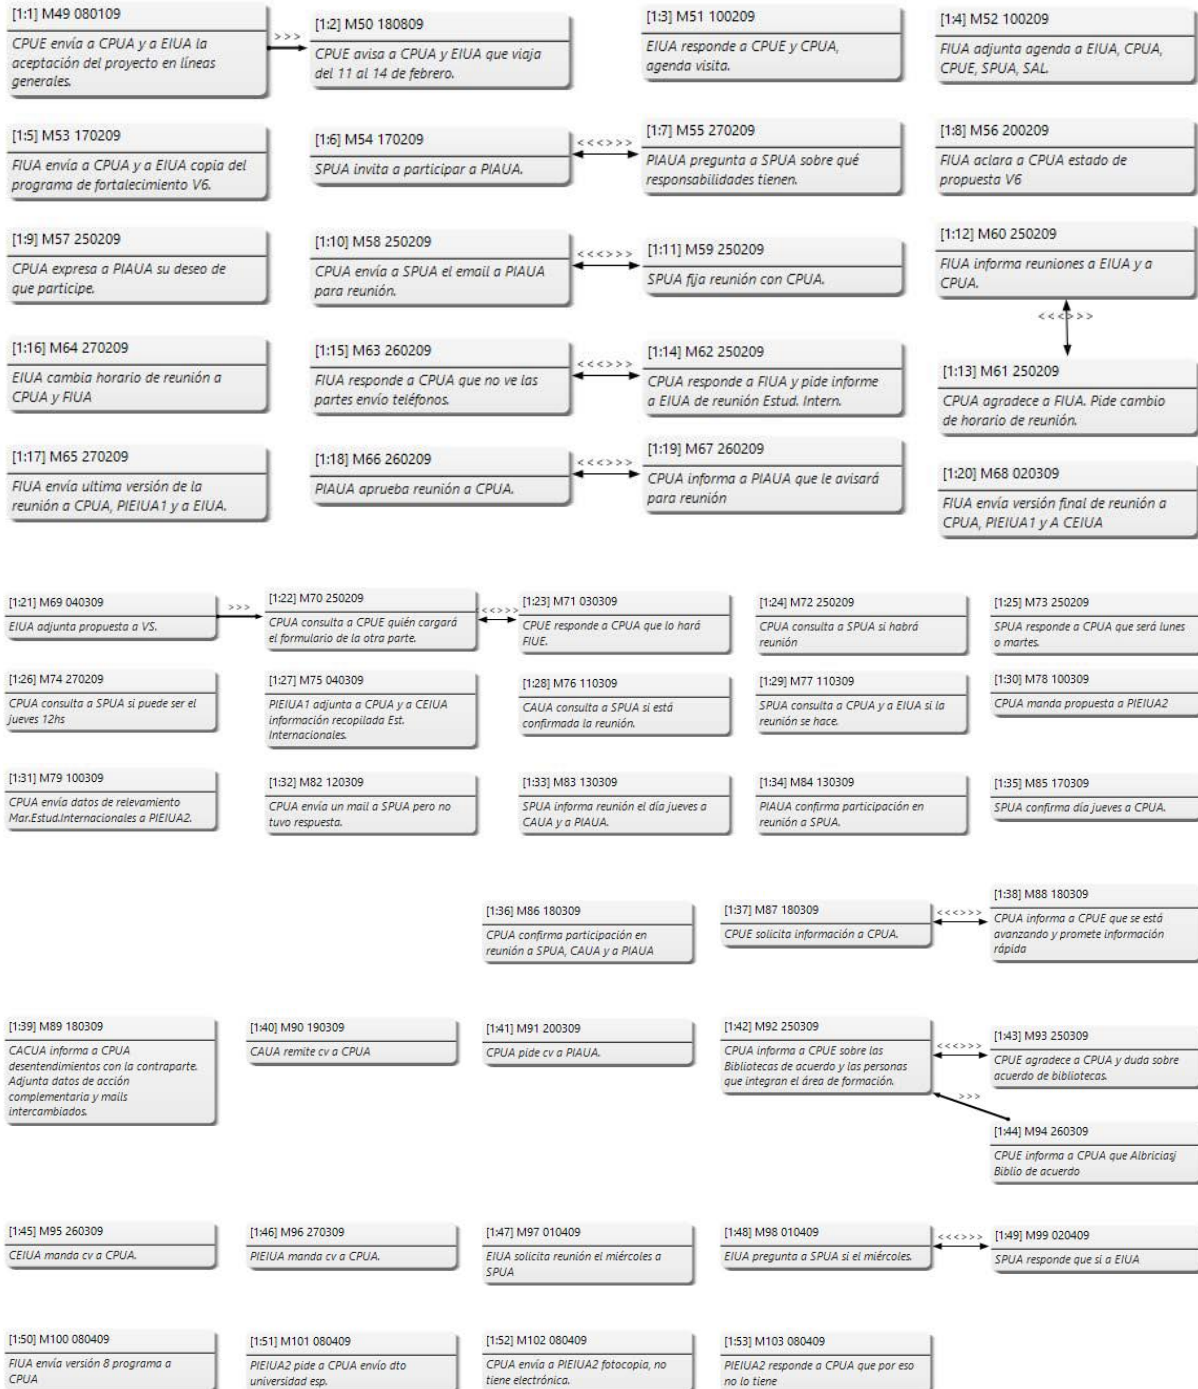 [1:1] M49 080109
CPUE envía a CPUA y a EIUA la
aceptación del proyecto en líneas
generales.
>>>
[1:2] M50 180809
CPUE avisa a CPUA y EIUA que viaja
del 11 al 14 de febrero.
[1:3] M51 100209
EIUA responde a CPUE y CPUA,
agenda visita.
[1:4] M52 100209
FIUA adjunta agenda a EIUA, CPUA,
CPUE, SPUA, SAL.
[1:5] M53 170209
FIUA envía a CPUA y a EIUA copia del
programa de fortalecimiento V6.
[1:6] M54 170209
SPUA invita a participar a PIAUA.
<<<>>>
[1:7] M55 270209
PIAUA pregunta a SPUA sobre qué
responsabilidades tienen.
[1:8] M56 200209
FIUA aclara a CPUA estado de
propuesta V6
[1:9] M57 250209
CPUA expresa a PIAUA su deseo de
que participe.
[1:10] M58 250209
CPUA envía a SPUA el email a PIAUA
para reunión.
<<<>>>
[1:11] M59 250209
SPUA fija reunión con CPUA.
[1:12] M60 250209
FIUA informa reuniones a EIUA y a
CPUA.
<<<>>>
[1:16] M64 270209
EIUA cambia horario de reunión a
CPUA y FIUA
[1:15] M63 260209
FIUA responde a CPUA que no ve las
partes envío teléfonos.
<<<>>>
[1:14] M62 250209
CPUA responde a FIUA y pide informe
a EIUA de reunión Estud. Intern.
[1:13] M61 250209
CPUA agradece a FIUA. Pide cambio
de horario de reunión.
[1:17] M65 270209
FIUA envía ultima versión de la
reunión a CPUA, PIEIUA1 y a EIUA.
[1:18] M66 260209
PIAUA aprueba reunión a CPUA.
<<<>>>
[1:19] M67 260209
CPUA informa a PIAUA que le avisará
para reunión
[1:20] M68 020309
FIUA envía versión final de reunión a
CPUA, PIEIUA1 y A CEIUA
[1:21] M69 040309
EIUA adjunta propuesta a VS.
>>>
[1:22] M70 250209
CPUA consulta a CPUE quién cargará
el formulario de la otra parte.
<<<>>>
[1:23] M71 030309
CPUE responde a CPUA que lo hará
FIUE.
[1:24] M72 250209
CPUA consulta a SPUA si habrá
reunión
[1:25] M73 250209
SPUA responde a CPUA que será lunes
o martes.
[1:26] M74 270209
CPUA consulta a SPUA si puede ser el
jueves 12hs
[1:27] M75 040309
PIEIUA1 adjunta a CPUA y a CEIUA
información recopilada Est.
Internacionales.
[1:28] M76 110309
CAUA consulta a SPUA si está
confirmada la reunión.
[1:29] M77 110309
SPUA consulta a CPUA y a EIUA si la
reunión se hace.
[1:30] M78 100309
CPUA manda propuesta a PIEIUA2
[1:31] M79 100309
CPUA envía datos de relevamiento
Mar.Estud.Internacionales a PIEIUA2.
[1:32] M82 120309
CPUA envía un mail a SPUA pero no
tuvo respuesta.
[1:33] M83 130309
SPUA informa reunión el día jueves a
CAUA y a PIAUA.
[1:34] M84 130309
PIAUA confirma participación en
reunión a SPUA.
[1:35] M85 170309
SPUA confirma día jueves a CPUA.
[1:36] M86 180309
CPUA confirma participación en
reunión a SPUA, CAUA y a PIAUA
[1:37] M87 180309
CPUE solicita información a CPUA.
<<<>>>
[1:38] M88 180309
CPUA informa a CPUE que se está
avanzando y promete información
rápida
[1:39] M89 180309
CACUA informa a CPUA
desentendimientos con la contraparte.
Adjunta datos de acción
complementaria y mails
intercambiados.
[1:40] M90 190309
CAUA remite cv a CPUA
[1:41] M91 200309
CPUA pide cv a PIAUA.
[1:42] M92 250309
CPUA informa a CPUE sobre las
Bibliotecas de acuerdo y las personas
que integran el área de formación.
<<<>>>
[1:43] M93 250309
CPUE agradece a CPUA y duda sobre
acuerdo de bibliotecas.
>>>
[1:44] M94 260309
CPUE informa a CPUA que Albriciasj
Biblio de acuerdo
[1:45] M95 260309
CEIUA manda cv a CPUA.
[1:46] M96 270309
PIEIUA manda cv a CPUA.
[1:47] M97 010409
EIUA solicita reunión el miércoles a
SPUA
[1:48] M98 010409
EIUA pregunta a SPUA si el miércoles.
<<<>>>
[1:49] M99 020409
SPUA responde que si a EIUA
[1:50] M100 080409
FIUA envía versión 8 programa a
CPUA
[1:51] M101 080409
PIEIUA2 pide a CPUA envío dto
universidad esp.
[1:52] M102 080409
CPUA envía a PIEIUA2 fotocopia, no
tiene electrónica.
[1:53] M103 080409
PIEIUA2 responde a CPUA que por eso
no lo tiene